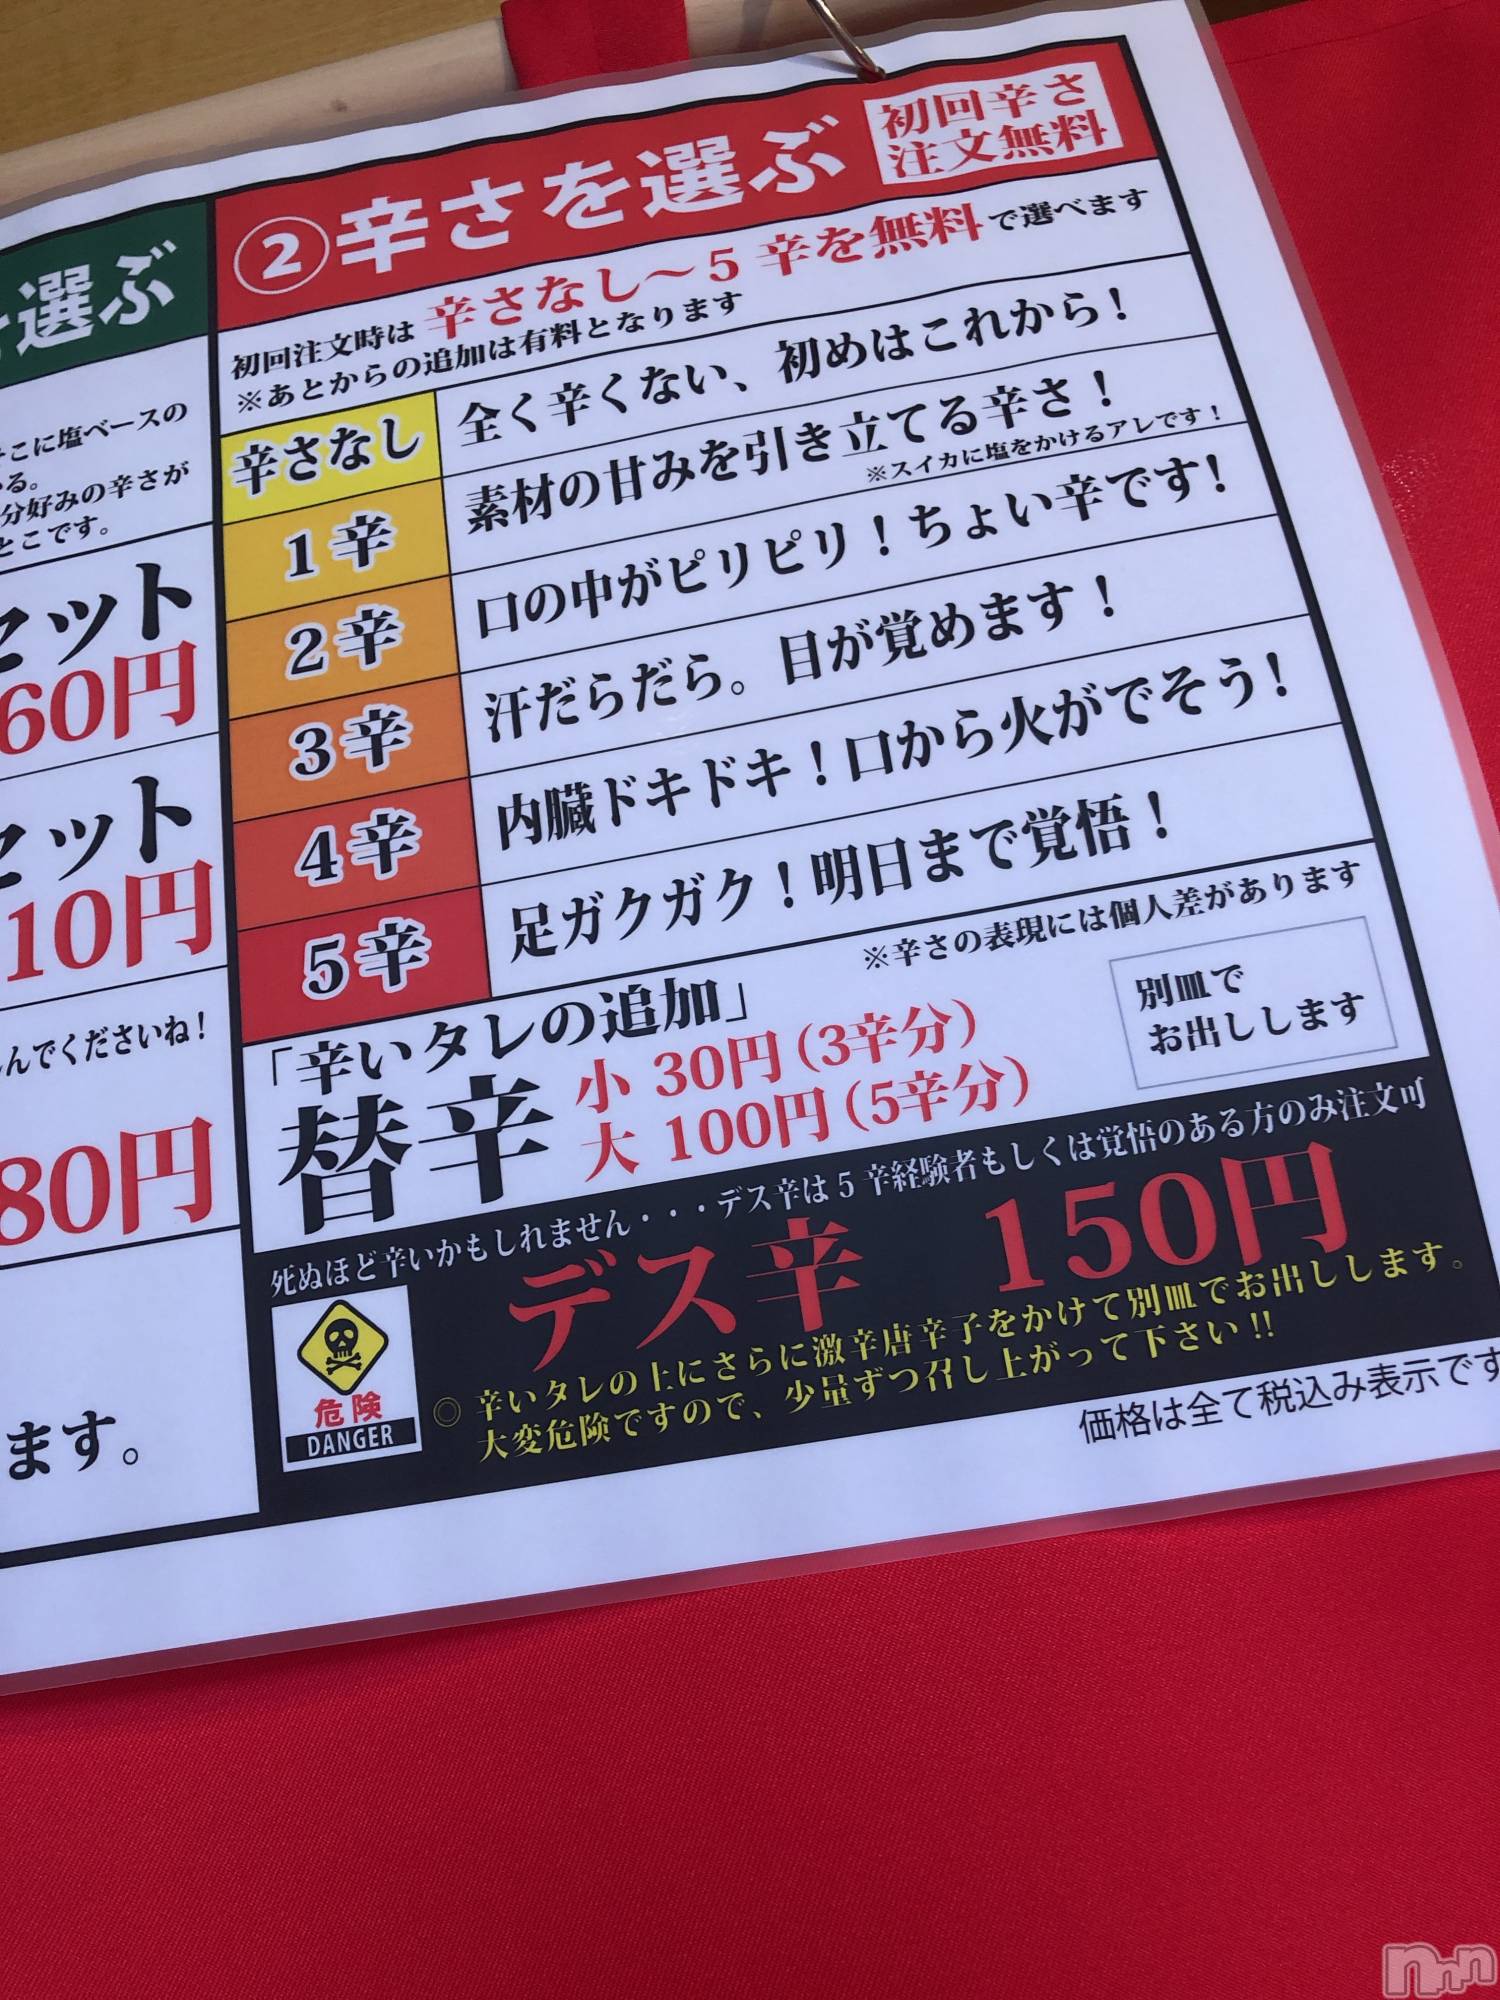 選ぶ
こに塩ベースの
る。
分好みの辛さが
とこです。
セット
60円
セット
10円
んでくださいね!
80円
ます。
②辛さを選ぶ
初回辛さ
注文無料
初回注文時は 辛さなし〜5辛を無料で選べます
※あとからの追加は有料となります
辛さなし 全く辛くない、初めはこれから!
1辛 素材の甘みを引き立てる辛さ!
※スイカに塩をかけるアレです!
2辛 口の中がピリピリ!ちょい辛です!
3辛 汗だらだら。目が覚めます!
4辛 内臓ドキドキ!口から火がでそう!
5辛 足ガクガク!明日まで覚悟!
※辛さの表現には個人差があります
「辛いタレの追加」
替辛
小 30円(3辛分)
大 100円(5辛分)
別皿で
お出しします
死ぬほど辛いかもしれません・・・デス辛は5辛経験者もしくは覚悟のある方のみ注文可
デス辛 150円
危険
DANGER
◎辛いタレの上にさらに激辛唐辛子をかけて別皿でお出しします。
大変危険ですので、少量ずつ召し上がって下さい!!
価格は全て税込み表示です
nnn